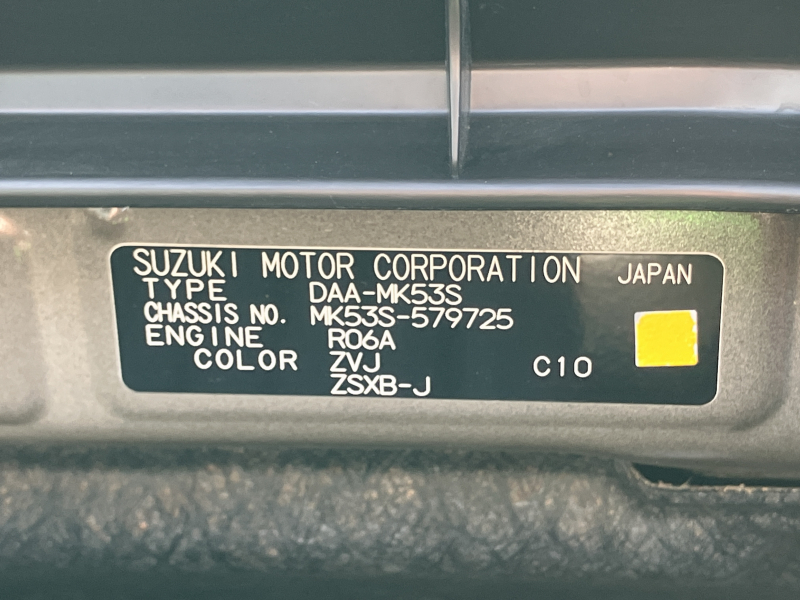 SUZUKI MOTOR CORPORATION JAPAN
TYPE DAA-MK53S
CHASSIS NO. MK53S-579725
ENGINE R06A
COLOR ZVJ C10
ZSXB-J